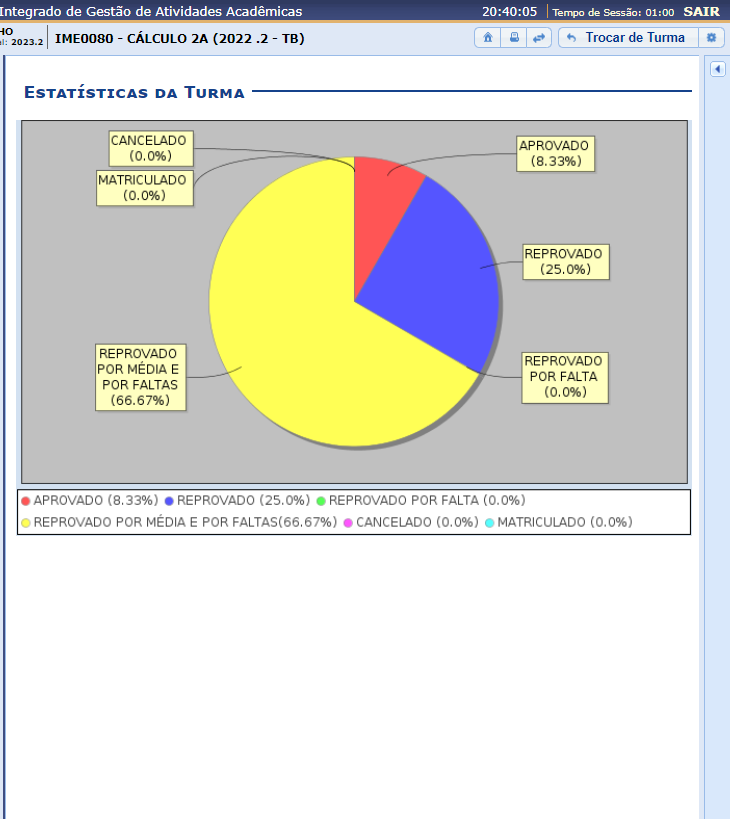 Integrado de Gestão de Atividades Acadêmicas 20:40:05 Tempo de Sessão: 01:00 SAIR
2023.2 IME0080 - CÁLCULO 2A (2022 .2 - TB) Trocar de Turma
ESTATÍSTICAS DA TURMA
CANCELADO
(0.0%)
MATRICULADO
(0.0%)
APROVADO
(8.33%)
REPROVADO
(25.0%)
REPROVADO
POR MÉDIA E
POR FALTAS
(66.67%)
REPROVADO
POR FALTA
(0.0%)
APROVADO (8.33%) REPROVADO (25.0%) REPROVADO POR FALTA (0.0%)
REPROVADO POR MÉDIA E POR FALTAS(66.67%) CANCELADO (0.0%) MATRICULADO (0.0%)